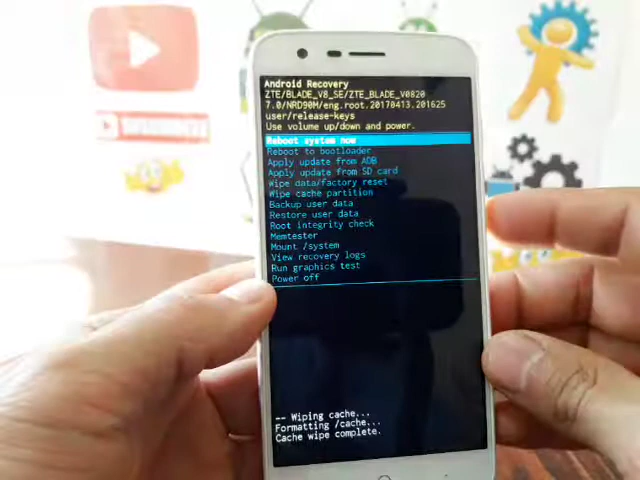 Android Recovery
ZTE/BLADE_V8_SE/ZTE_BLADE_V0820
7.0/NRD90M/eng.root.20170413.201625
user/release-keys
Use volume up/down and power.
Reboot system now
Reboot to bootloader
Apply update from ADB
Apply update from SD card
Wipe data/factory reset
Wipe cache partition
Backup user data
Restore user data
Root integrity check
Memtester
Mount /system
View recovery logs
Run graphics test
Power off
-- Wiping cache...
Formatting /cache...
Cache wipe complete.